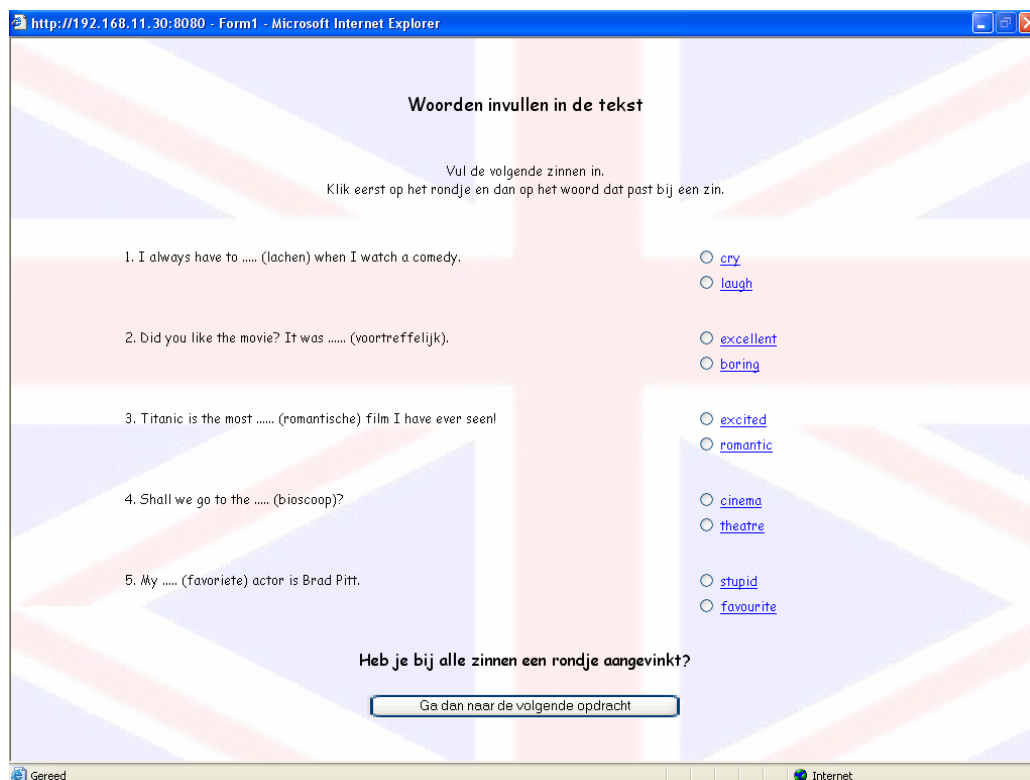 http://192.168.11.30:8080 - Form1 - Microsoft Internet Explorer
Woorden invullen in de tekst
Vul de volgende zinnen in.
Klik eerst op het rondje en dan op het woord dat past bij een zin.
1. I always have to ..... (lachen) when I watch a comedy.
cry
laugh
2. Did you like the movie? It was ...... (voortreffelijk).
excellent
boring
3. Titanic is the most ...... (romantische) film I have ever seen!
excited
romantic
4. Shall we go to the ..... (bioscoop)?
cinema
theatre
5. My ..... (favoriete) actor is Brad Pitt.
stupid
favourite
Heb je bij alle zinnen een rondje aangevinkt?
Ga dan naar de volgende opdracht
Gereed
Internet